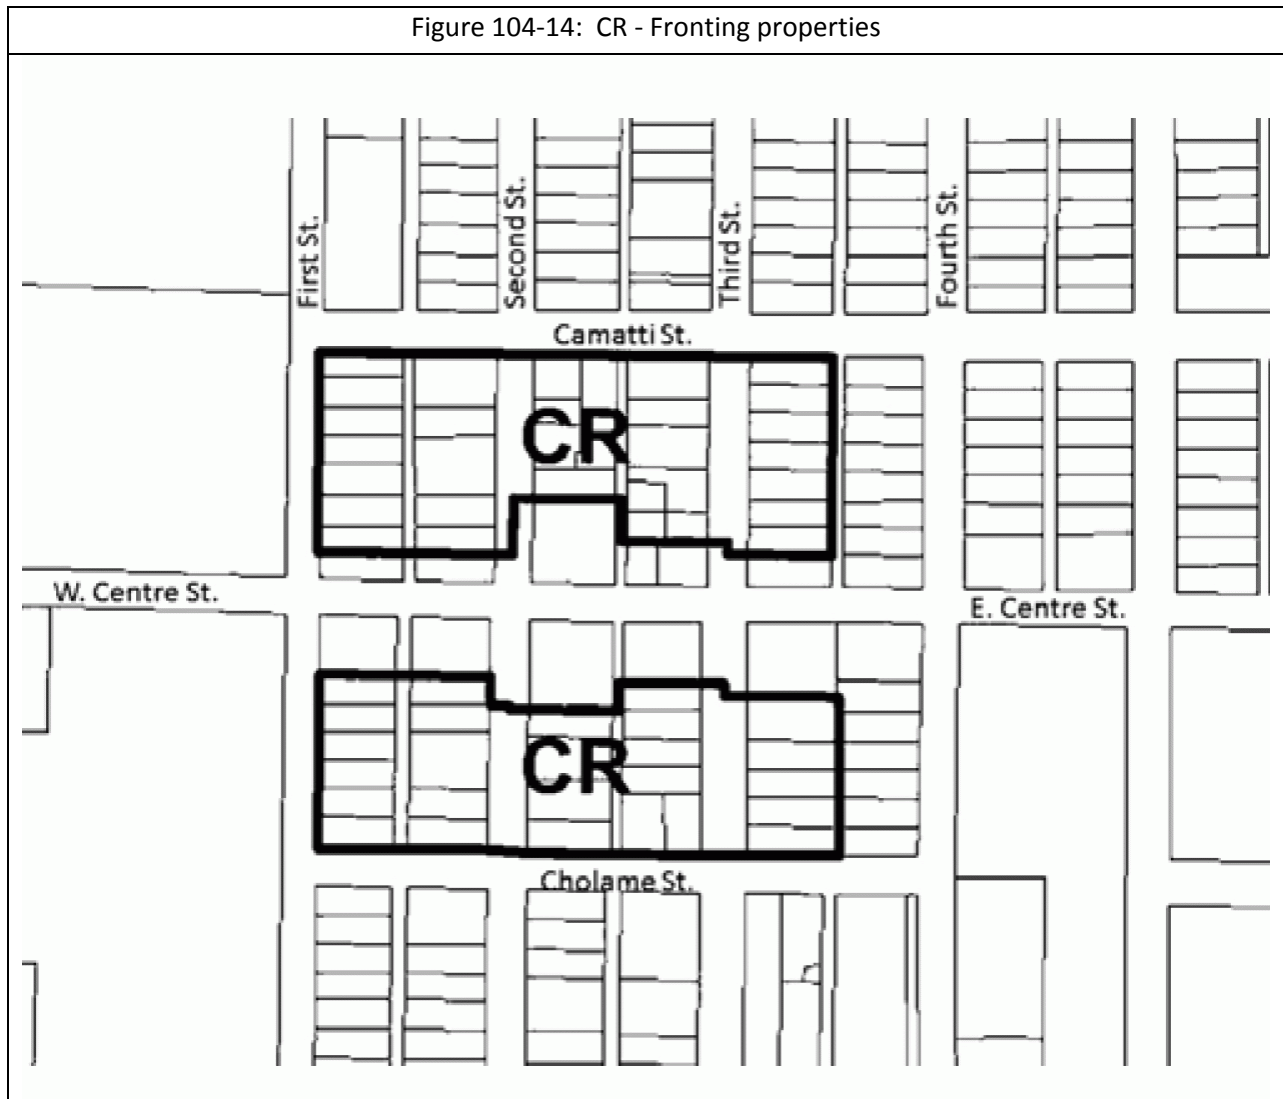 Figure 104-14: CR - Fronting properties
First St.
Second St.
Third St.
Fourth St.
Camatti St.
CR
W. Centre St.
E. Centre St.
CR
Cholame St.